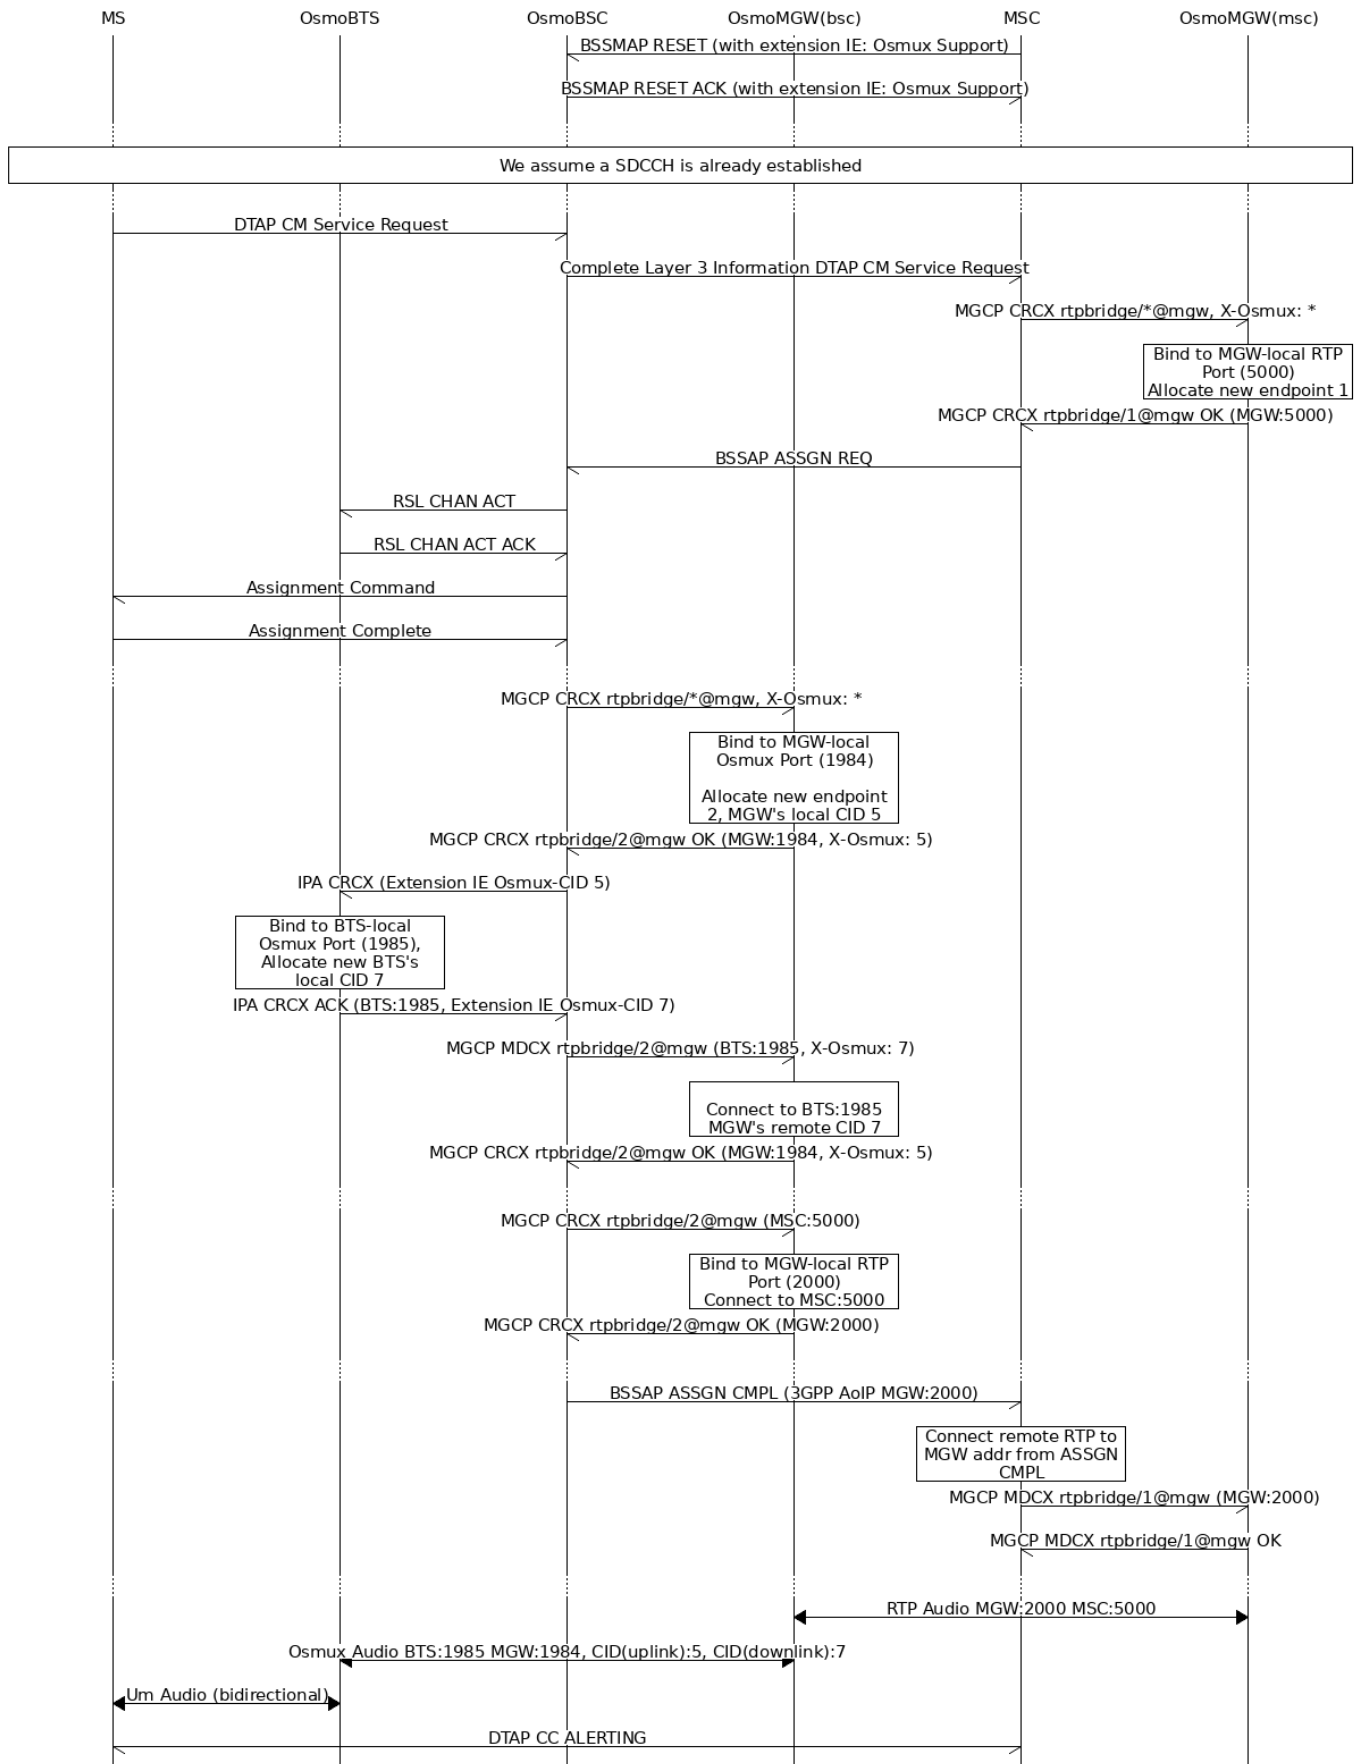 MS OsmoBTS OsmoBSC OsmoMGW(bsc) MSC OsmoMGW(msc)
BSSMAP RESET (with extension IE: Osmux Support)
BSSMAP RESET ACK (with extension IE: Osmux Support)
We assume a SDCCH is already established
DTAP CM Service Request
Complete Layer 3 Information DTAP CM Service Request
MGCP CRCX rtpbridge/*@mgw, X-Osmux: *
Bind to MGW-local RTP
Port (5000)
Allocate new endpoint 1
MGCP CRCX rtpbridge/1@mgw OK (MGW:5000)
BSSAP ASSGN REQ
RSL CHAN ACT
RSL CHAN ACT ACK
Assignment Command
Assignment Complete
MGCP CRCX rtpbridge/*@mgw, X-Osmux: *
Bind to MGW-local
Osmux Port (1984)
Allocate new endpoint
2, MGW's local CID 5
MGCP CRCX rtpbridge/2@mgw OK (MGW:1984, X-Osmux: 5)
IPA CRCX (Extension IE Osmux-CID 5)
Bind to BTS-local
Osmux Port (1985),
Allocate new BTS's
local CID 7
IPA CRCX ACK (BTS:1985, Extension IE Osmux-CID 7)
MGCP MDCX rtpbridge/2@mgw (BTS:1985, X-Osmux: 7)
Connect to BTS:1985
MGW's remote CID 7
MGCP CRCX rtpbridge/2@mgw OK (MGW:1984, X-Osmux: 5)
MGCP CRCX rtpbridge/2@mgw (MSC:5000)
Bind to MGW-local RTP
Port (2000)
Connect to MSC:5000
MGCP CRCX rtpbridge/2@mgw OK (MGW:2000)
BSSAP ASSGN CMPL (3GPP AoIP MGW:2000)
Connect remote RTP to
MGW addr from ASSGN
CMPL
MGCP MDCX rtpbridge/1@mgw (MGW:2000)
MGCP MDCX rtpbridge/1@mgw OK
RTP Audio MGW:2000 MSC:5000
Osmux Audio BTS:1985 MGW:1984, CID(uplink):5, CID(downlink):7
Um Audio (bidirectional)
DTAP CC ALERTING